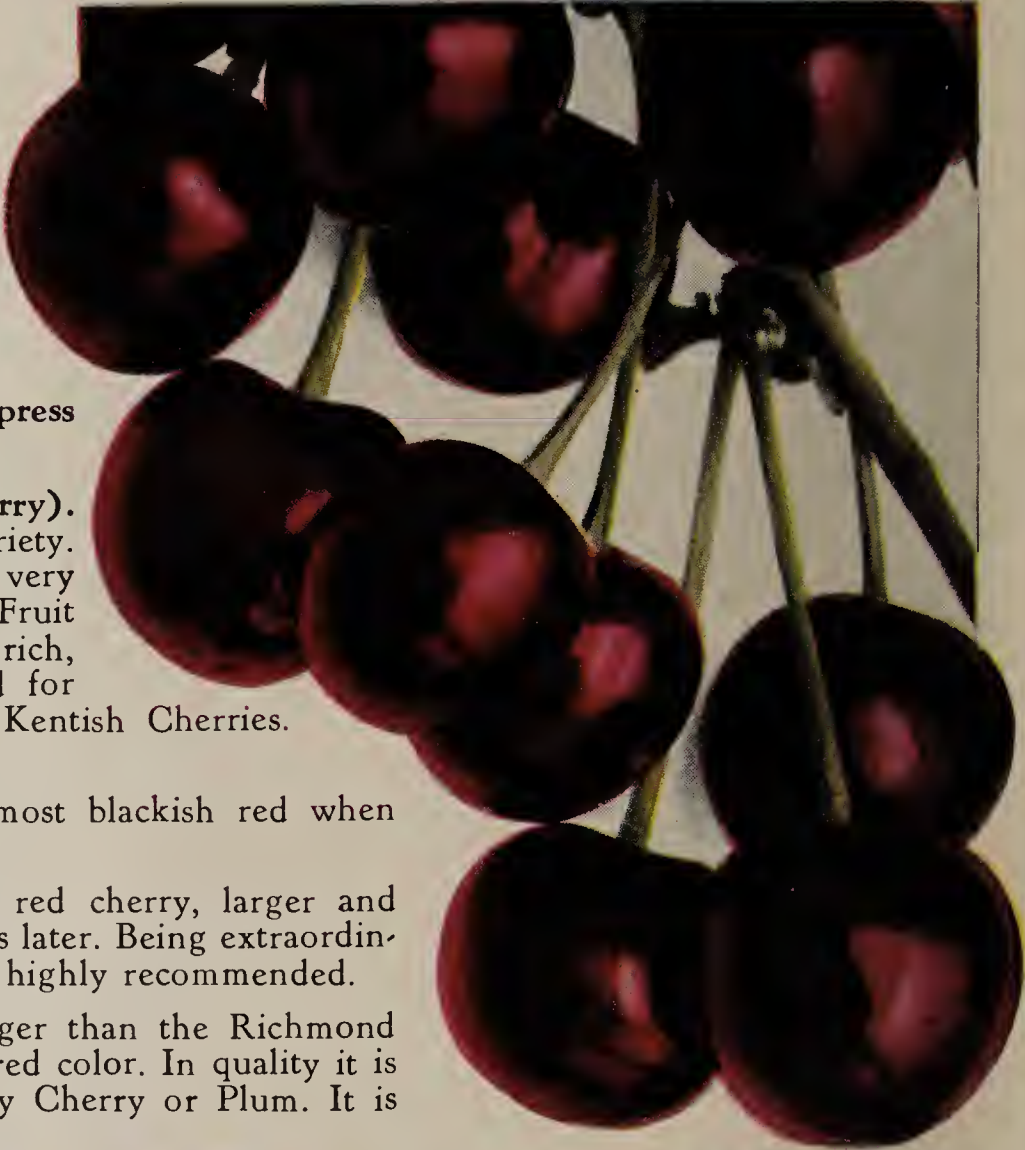 press
rry).
riety.
very
Fruit
rich,
for
Kentish Cherries.
most blackish red when
red cherry, larger and
s later. Being extraordin-
highly recommended.
ger than the Richmond
red color. In quality it is
y Cherry or Plum. It is